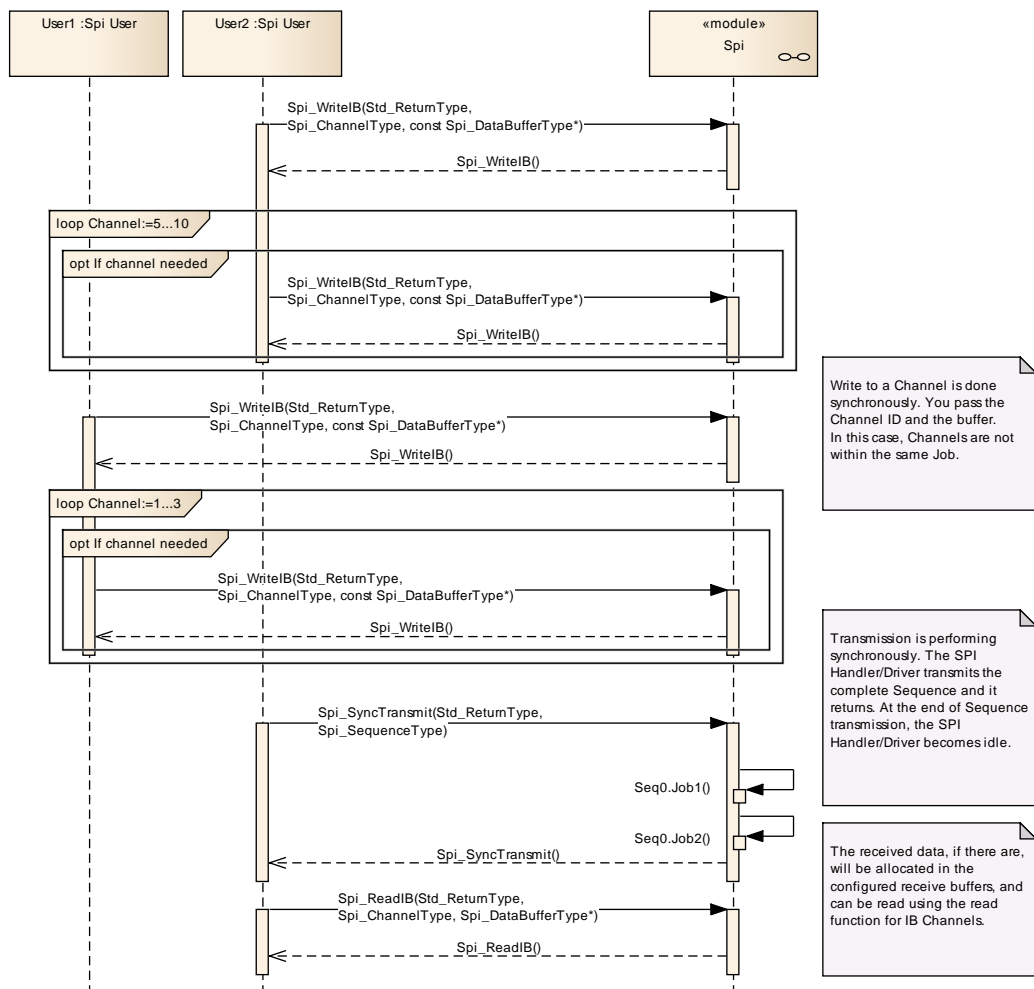 User1 :Spi User
User2 :Spi User
«module»
Spi
Spi_WriteIB(Std_ReturnType,
Spi_ChannelType, const Spi_DataBufferType*)
Spi_WriteIB()
loop Channel:=5...10
opt If channel needed
Spi_WriteIB(Std_ReturnType,
Spi_ChannelType, const Spi_DataBufferType*)
Spi_WriteIB()
Write to a Channel is done
synchronously. You pass the
Channel ID and the buffer.
In this case, Channels are not
within the same Job.
Spi_WriteIB(Std_ReturnType,
Spi_ChannelType, const Spi_DataBufferType*)
Spi_WriteIB()
loop Channel:=1...3
opt If channel needed
Spi_WriteIB(Std_ReturnType,
Spi_ChannelType, const Spi_DataBufferType*)
Spi_WriteIB()
Transmission is performing
synchronously. The SPI
Handler/Driver transmits the
complete Sequence and it
returns. At the end of Sequence
transmission, the SPI
Handler/Driver becomes idle.
Spi_SyncTransmit(Std_ReturnType,
Spi_SequenceType)
Seq0.Job1()
Seq0.Job2()
Spi_SyncTransmit()
The received data, if there are,
will be allocated in the
configured receive buffers, and
can be read using the read
function for IB Channels.
Spi_ReadIB(Std_ReturnType,
Spi_ChannelType, Spi_DataBufferType*)
Spi_ReadIB()